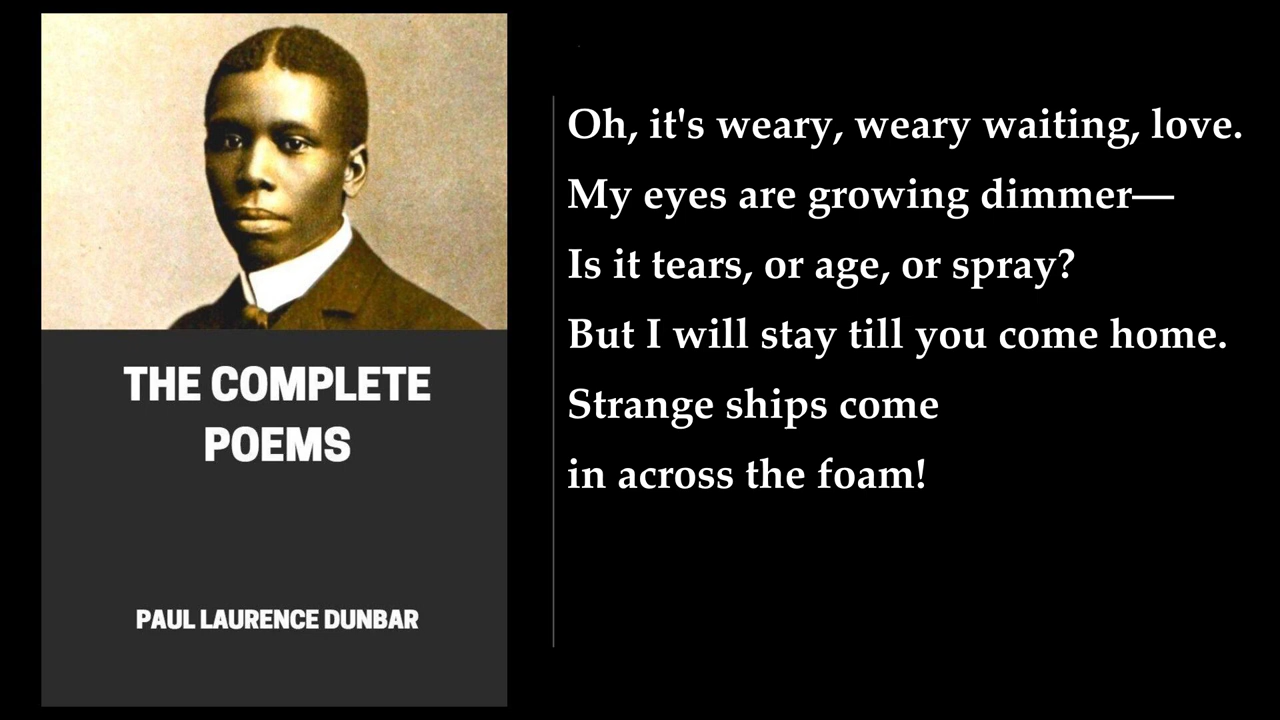 THE COMPLETE
POEMS
PAUL LAURENCE DUNBAR
Oh, it's weary, weary waiting, love.
My eyes are growing dimmer—
Is it tears, or age, or spray?
But I will stay till you come home.
Strange ships come
in across the foam!